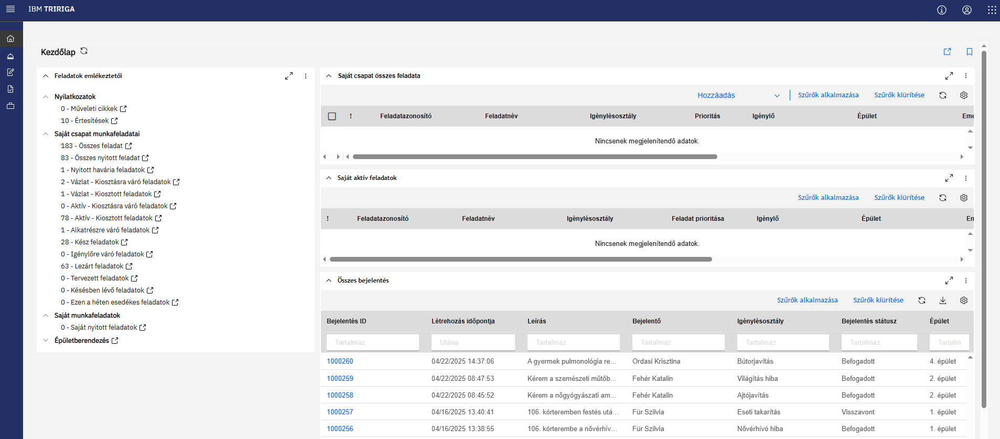 IBM TRIRIGA
Kezdőlap
Feladatok emlékeztetői
Nyilatkozatok
0 - Műveleti cikkek
10 - Értesítések
Saját csapat munkafeladatai
183 - Összes feladat
83 - Összes nyitott feladat
1 - Nyitott havária feladatok
2 - Vázlat - Kiosztásra váró feladatok
1 - Vázlat - Kiosztott feladatok
0 - Aktív - Kiosztásra váró feladatok
78 - Aktív - Kiosztott feladatok
1 - Alkatrészre váró feladatok
28 - Kész feladatok
0 - Igénylőre váró feladatok
63 - Lezárt feladatok
0 - Tervezett feladatok
0 - Késésben lévő feladatok
0 - Ezen a héten esedékes feladatok
Saját munkafeladatok
0 - Saját nyitott feladatok
Épületberendezés
Saját csapat összes feladata
Hozzáadás Szűrők alkalmazása Szűrők kiürítése
! Feladatazonosító Feladatnév Igénylésosztály Prioritás Igénylő Épület Eme
Nincsenek megjelenítendő adatok.
Saját aktív feladatok
Szűrők alkalmazása Szűrők kiürítése
! Feladatazonosító Feladatnév Igénylésosztály Feladat prioritása Igénylő Épület En
Nincsenek megjelenítendő adatok.
Összes bejelentés
Szűrők alkalmazása Szűrők kiürítése
Bejelentés ID Létrehozás időpontja Leírás Bejelentő Igénylésosztály Bejelentés státusz Épület
Tartalmaz Utána Tartalmaz Tartalmaz Tartalmaz Tartalmaz Tartalm
1000260 04/22/2025 14:37:06 A gyermek pulmonológia re... Ordasi Krisztina Bútorjavítás Befogadott 4. épület
1000259 04/22/2025 08:47:53 Kérem a szemészeti műtőb... Fehér Katalin Világítás hiba Befogadott 2. épület
1000258 04/22/2025 08:45:52 Kérem a nőgyógyászati am... Fehér Katalin Ajtójavítás Befogadott 2. épület
1000257 04/16/2025 13:40:41 106. kórteremben festés utá... Für Szilvia Eseti takarítás Visszavont 1. épület
1000256 04/16/2025 13:38:55 106. kórterembe a nővérhív... Für Szilvia Nővérhívó hiba Befogadott 1. épület